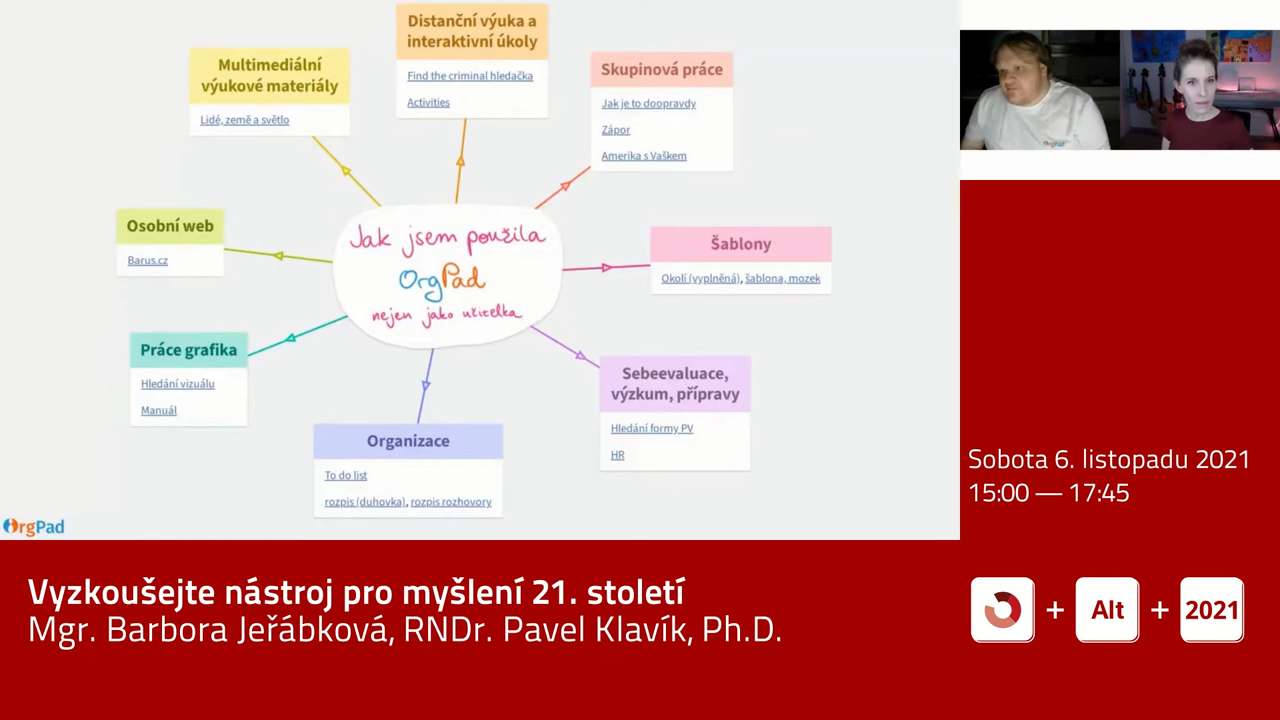 Distanční výuka a
interaktivní úkoly
Find the criminal hledačka
Activities
Multimediální
výukové materiály
Lidé, země a světlo
Skupinová práce
Jak je to doopravdy
Zápor
Amerika s Vaškem
Osobní web
Barus.cz
Jak jsem použila
OrgPad
nejen jako učitelka
Šablony
Okolí (vyplněná), šablona, mozek
Práce grafika
Hledání vizuálu
Manuál
Sebeevaluace,
výzkum, přípravy
Hledání formy PV
HR
Organizace
To do list
rozpis (duhovka), rozpis rozhovory
OrgPad
OrgPad
Sobota 6. listopadu 2021
15:00 — 17:45
Vyzkoušejte nástroj pro myšlení 21. století
Mgr. Barbora Jeřábková, RNDr. Pavel Klavík, Ph.D.
+ Alt + 2021